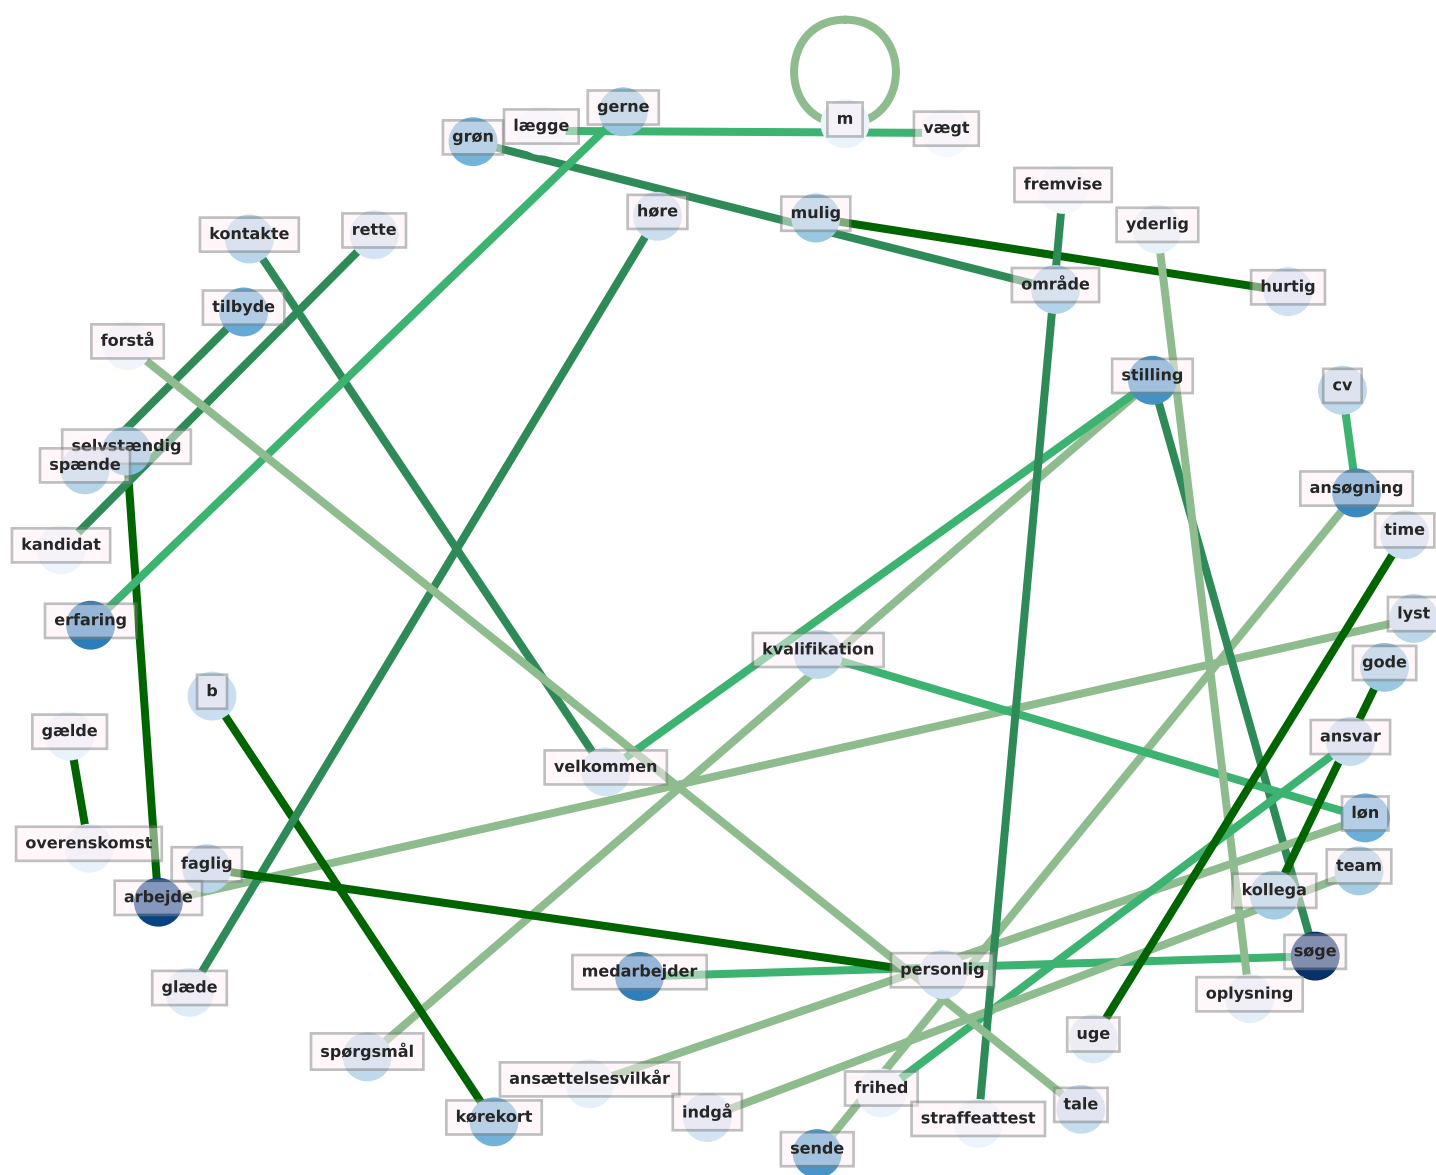 m
gerne
lægge
vægt
grøn
fremvise
høre
mulig
yderlig
rette
kontakte
område
hurtig
tilbyde
forstå
stilling
cv
selvstændig
spænde
ansøgning
time
kandidat
lyst
erfaring
kvalifikation
gode
b
gælde
ansvar
velkommen
løn
overenskomst
faglig
team
kollega
arbejde
søge
medarbejder
personlig
glæde
oplysning
uge
spørgsmål
ansættelsesvilkår
frihed
tale
indgå
kørekort
straffeattest
sende